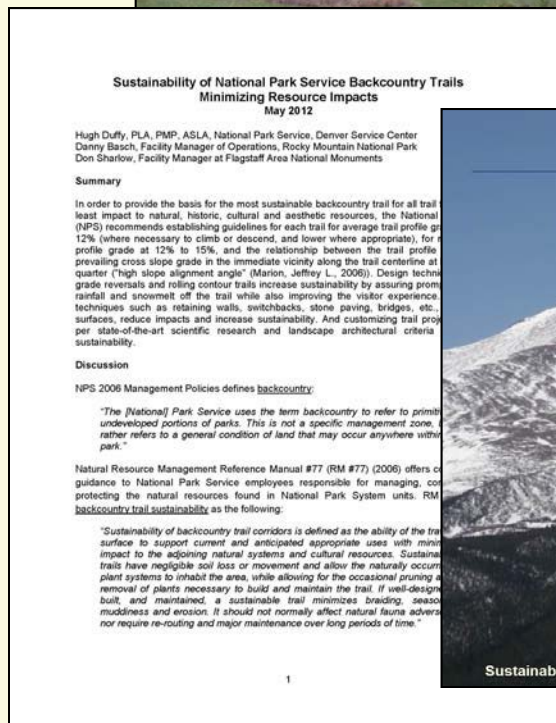 Sustainability of National Park Service Backcountry Trails
Minimizing Resource Impacts
May 2012
Hugh Duffy, PLA, PMP, ASLA, National Park Service, Denver Service Center
Danny Basch, Facility Manager of Operations, Rocky Mountain National Park
Don Sharlow, Facility Manager at Flagstaff Area National Monuments
Summary
In order to provide the basis for the most sustainable backcountry trail for all trail
least impact to natural, historic, cultural and aesthetic resources, the National
(NPS) recommends establishing guidelines for each trail for average trail profile
12% (where necessary to climb or descend, and lower where appropriate), for
profile grade at 12% to 15%, and the relationship between the trail profile
prevailing cross slope grade in the immediate vicinity along the trail centerline at
quarter ("high slope alignment angle" (Marion, Jeffrey L., 2006)). Design
grade reversals and rolling contour trails increase sustainability by assuring
rainfall and snowmelt off the trail while also improving the visitor experience.
techniques such as retaining walls, switchbacks, stone paving, bridges, etc.,
surfaces, reduce impacts and increase sustainability. And customizing trail
per state-of-the-art scientific research and landscape architectural criteria
sustainability.
Discussion
NPS 2006 Management Policies defines backcountry:
"The [National] Park Service uses the term backcountry to refer to
undeveloped portions of parks. This is not a specific management zone,
rather refers to a general condition of land that may occur anywhere
park."
Natural Resource Management Reference Manual #77 (RM #77) (2006) offers
guidance to National Park Service employees responsible for managing,
protecting the natural resources found in National Park System units. RM
backcountry trail sustainability as the following:
"Sustainability of backcountry trail corridors is defined as the ability of the
surface to support current and anticipated appropriate uses with
impact to the adjoining natural systems and cultural resources.
trails have negligible soil loss or movement and allow the naturally
plant systems to inhabit the area, while allowing for the occasional pruning
removal of plants necessary to build and maintain the trail. If
built, and maintained, a sustainable trail minimizes braiding,
muddiness and erosion. It should not normally affect natural fauna
nor require re-routing and major maintenance over long periods of time."
1
Sustainab